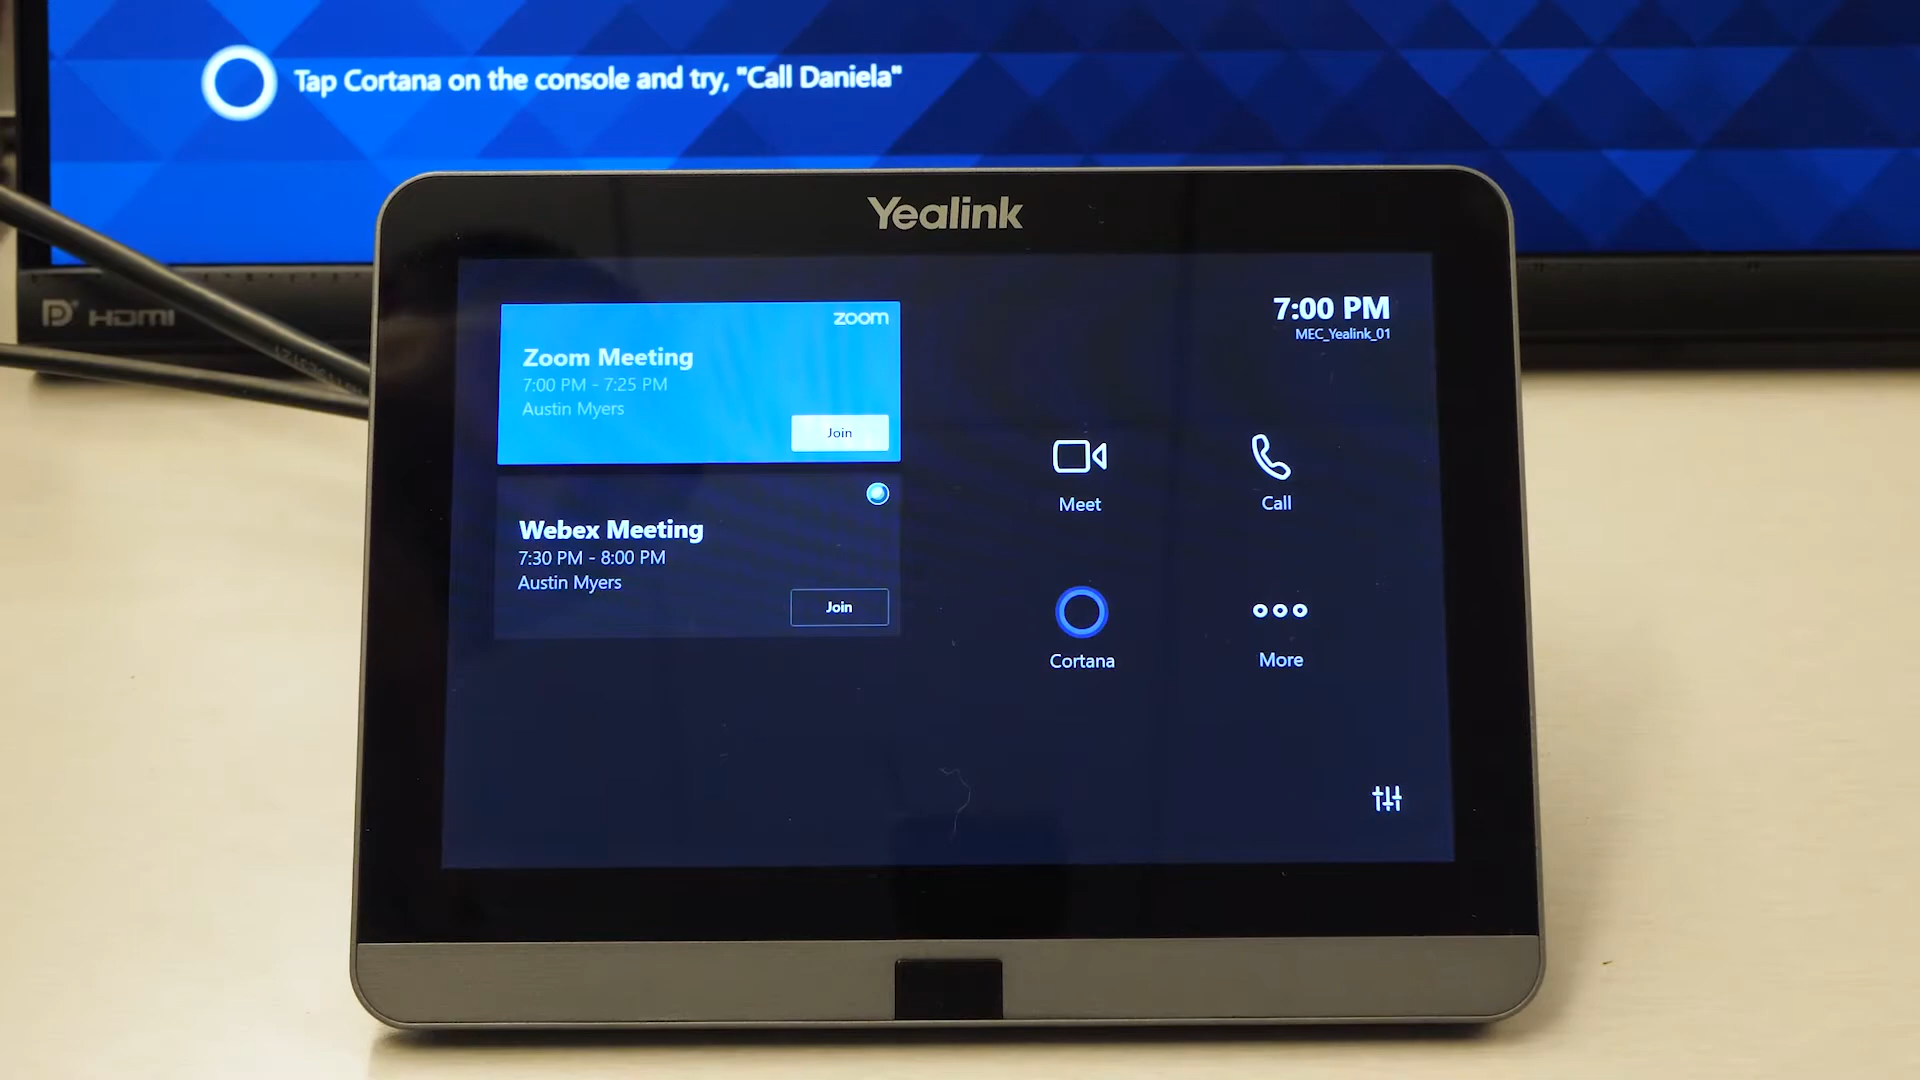 Tap Cortana on the console and try, "Call Daniela"
Yealink
HDMI
zoom
Zoom Meeting
7:00 PM - 7:25 PM
Austin Myers
Join
Webex Meeting
7:30 PM - 8:00 PM
Austin Myers
Join
7:00 PM
MEC_Yealink_01
Meet
Call
Cortana
More